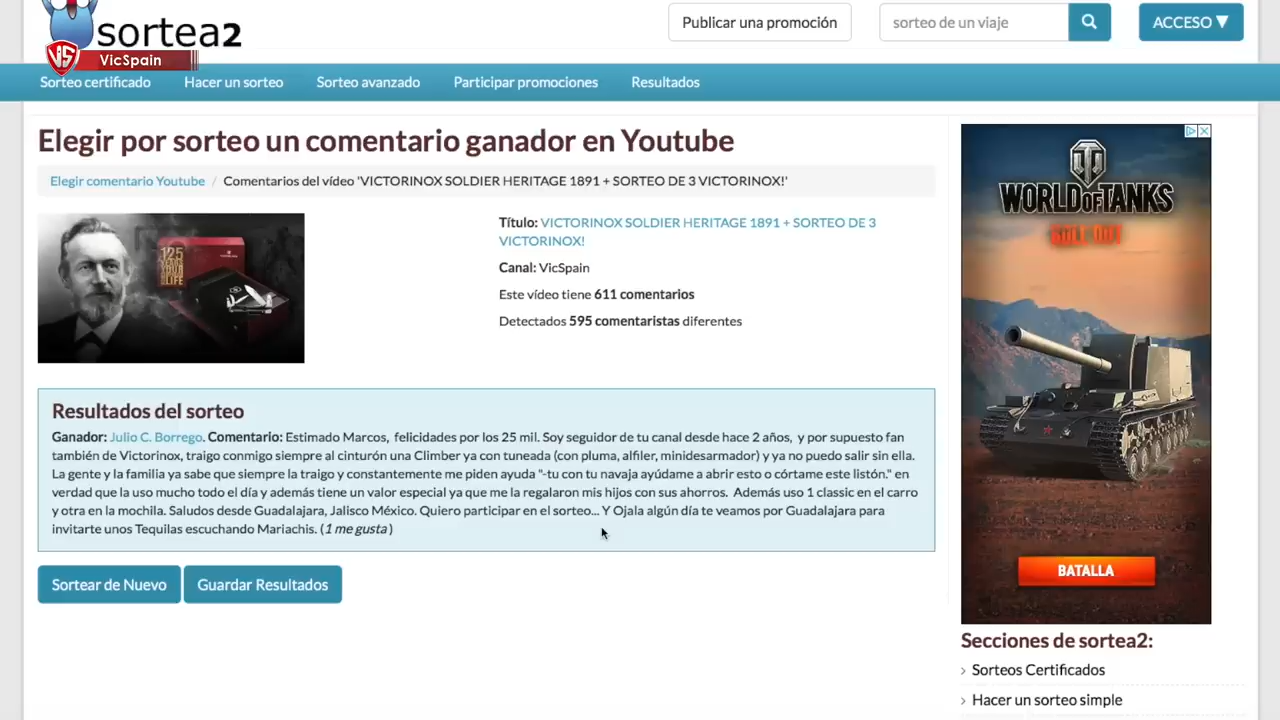 sortea2
VS
VicSpain
Publicar una promoción
sorteo de un viaje
ACCESO ▼
Sorteo certificado
Hacer un sorteo
Sorteo avanzado
Participar promociones
Resultados
Elegir por sorteo un comentario ganador en Youtube
Elegir comentario Youtube / Comentarios del vídeo 'VICTORINOX SOLDIER HERITAGE 1891 + SORTEO DE 3 VICTORINOX!'
125
YEARS
YOUR
LIFE
Título: VICTORINOX SOLDIER HERITAGE 1891 + SORTEO DE 3
VICTORINOX!
Canal: VicSpain
Este vídeo tiene 611 comentarios
Detectados 595 comentaristas diferentes
Resultados del sorteo
Ganador: Julio C. Borrego. Comentario: Estimado Marcos, felicidades por los 25 mil. Soy seguidor de tu canal desde hace 2 años, y por supuesto fan
también de Victorinox, traigo conmigo siempre al cinturón una Climber ya con tuneada (con pluma, alfiler, minidesarmador) y ya no puedo salir sin ella.
La gente y la familia ya sabe que siempre la traigo y constantemente me piden ayuda "-tu con tu navaja ayúdame a abrir esto o córtame este listón." en
verdad que la uso mucho todo el día y además tiene un valor especial ya que me la regalaron mis hijos con sus ahorros. Además uso 1 classic en el carro
y otra en la mochila. Saludos desde Guadalajara, Jalisco México. Quiero participar en el sorteo... Y Ojala algún día te veamos por Guadalajara para
invitarte unos Tequilas escuchando Mariachis. (1 me gusta )
Sortear de Nuevo
Guardar Resultados
WORLD OF TANKS
ROLL OUT
BATALLA
Secciones de sortea2:
› Sorteos Certificados
› Hacer un sorteo simple